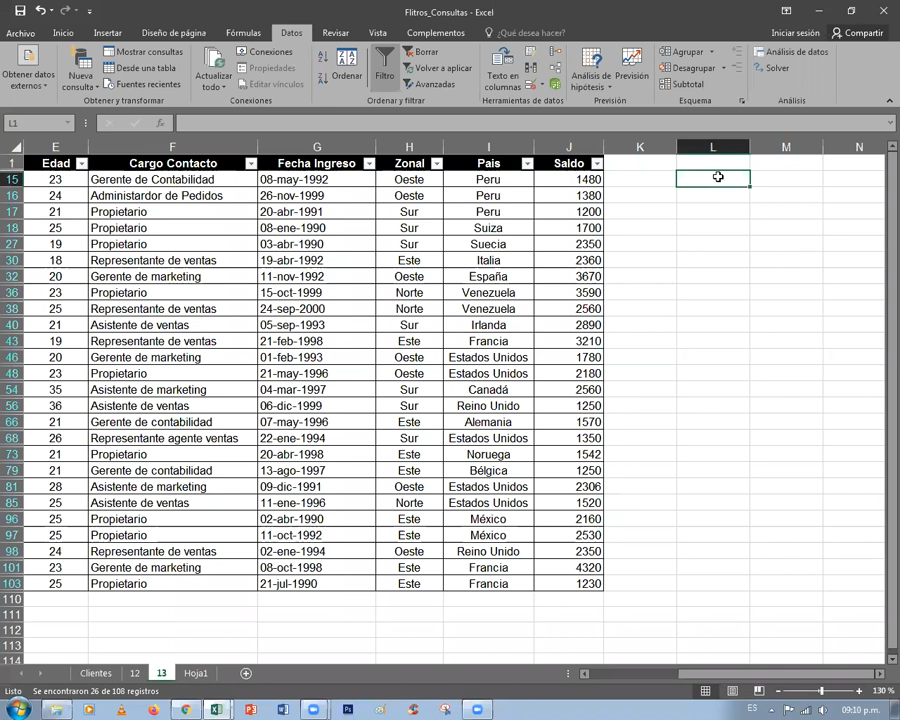 Flitros_Consultas - Excel
Archivo Inicio Insertar Diseño de página Fórmulas Datos Revisar Vista Complementos ¿Qué desea hacer? Iniciar sesión Compartir
Obtener datos externos
Nueva consulta
Mostrar consultas
Desde una tabla
Fuentes recientes
Obtener y transformar
Actualizar todo
Conexiones
Propiedades
Editar vínculos
Conexiones
Ordenar
Filtro
Borrar
Volver a aplicar
Avanzadas
Ordenar y filtrar
Texto en columnas
Herramientas de datos
Análisis de hipótesis
Previsión
Previsión
Agrupar
Desagrupar
Subtotal
Esquema
Análisis de datos
Solver
Análisis
L1
E F G H I J K L M N
1 Edad Cargo Contacto Fecha Ingreso Zonal Pais Saldo
15 23 Gerente de Contabilidad 08-may-1992 Oeste Peru 1480
16 24 Administardor de Pedidos 26-nov-1999 Oeste Peru 1380
17 21 Propietario 20-abr-1991 Sur Peru 1200
18 25 Propietario 08-ene-1990 Sur Suiza 1700
27 19 Propietario 03-abr-1990 Sur Suecia 2350
30 18 Representante de ventas 19-abr-1992 Este Italia 2360
32 20 Gerente de marketing 11-nov-1992 Oeste España 3670
36 23 Propietario 15-oct-1999 Norte Venezuela 3590
38 25 Representante de ventas 24-sep-2000 Norte Venezuela 2560
40 21 Asistente de ventas 05-sep-1993 Sur Irlanda 2890
43 19 Representante de ventas 21-feb-1998 Este Francia 3210
46 20 Gerente de marketing 01-feb-1993 Oeste Estados Unidos 1780
48 23 Propietario 21-may-1996 Oeste Estados Unidos 2180
54 35 Asistente de marketing 04-mar-1997 Sur Canadá 2560
56 36 Asistente de ventas 06-dic-1999 Sur Reino Unido 1250
66 21 Gerente de contabilidad 07-may-1996 Este Alemania 1570
68 26 Representante agente ventas 22-ene-1994 Sur Estados Unidos 1350
73 21 Propietario 20-abr-1998 Este Noruega 1542
79 21 Gerente de contabilidad 13-ago-1997 Este Bélgica 1250
81 28 Asistente de marketing 09-dic-1991 Oeste Estados Unidos 2306
85 25 Asistente de ventas 11-ene-1996 Norte Estados Unidos 1520
96 25 Propietario 02-abr-1990 Este México 2160
97 25 Propietario 11-oct-1992 Este México 2530
98 24 Representante de ventas 02-ene-1994 Oeste Reino Unido 2350
101 23 Gerente de marketing 08-oct-1998 Este Francia 4320
103 25 Propietario 21-jul-1990 Este Francia 1230
110
111
112
113
114
Clientes 12 13 Hoja1
Listo Se encontraron 26 de 108 registros 130 %
ES 09:10 p.m.